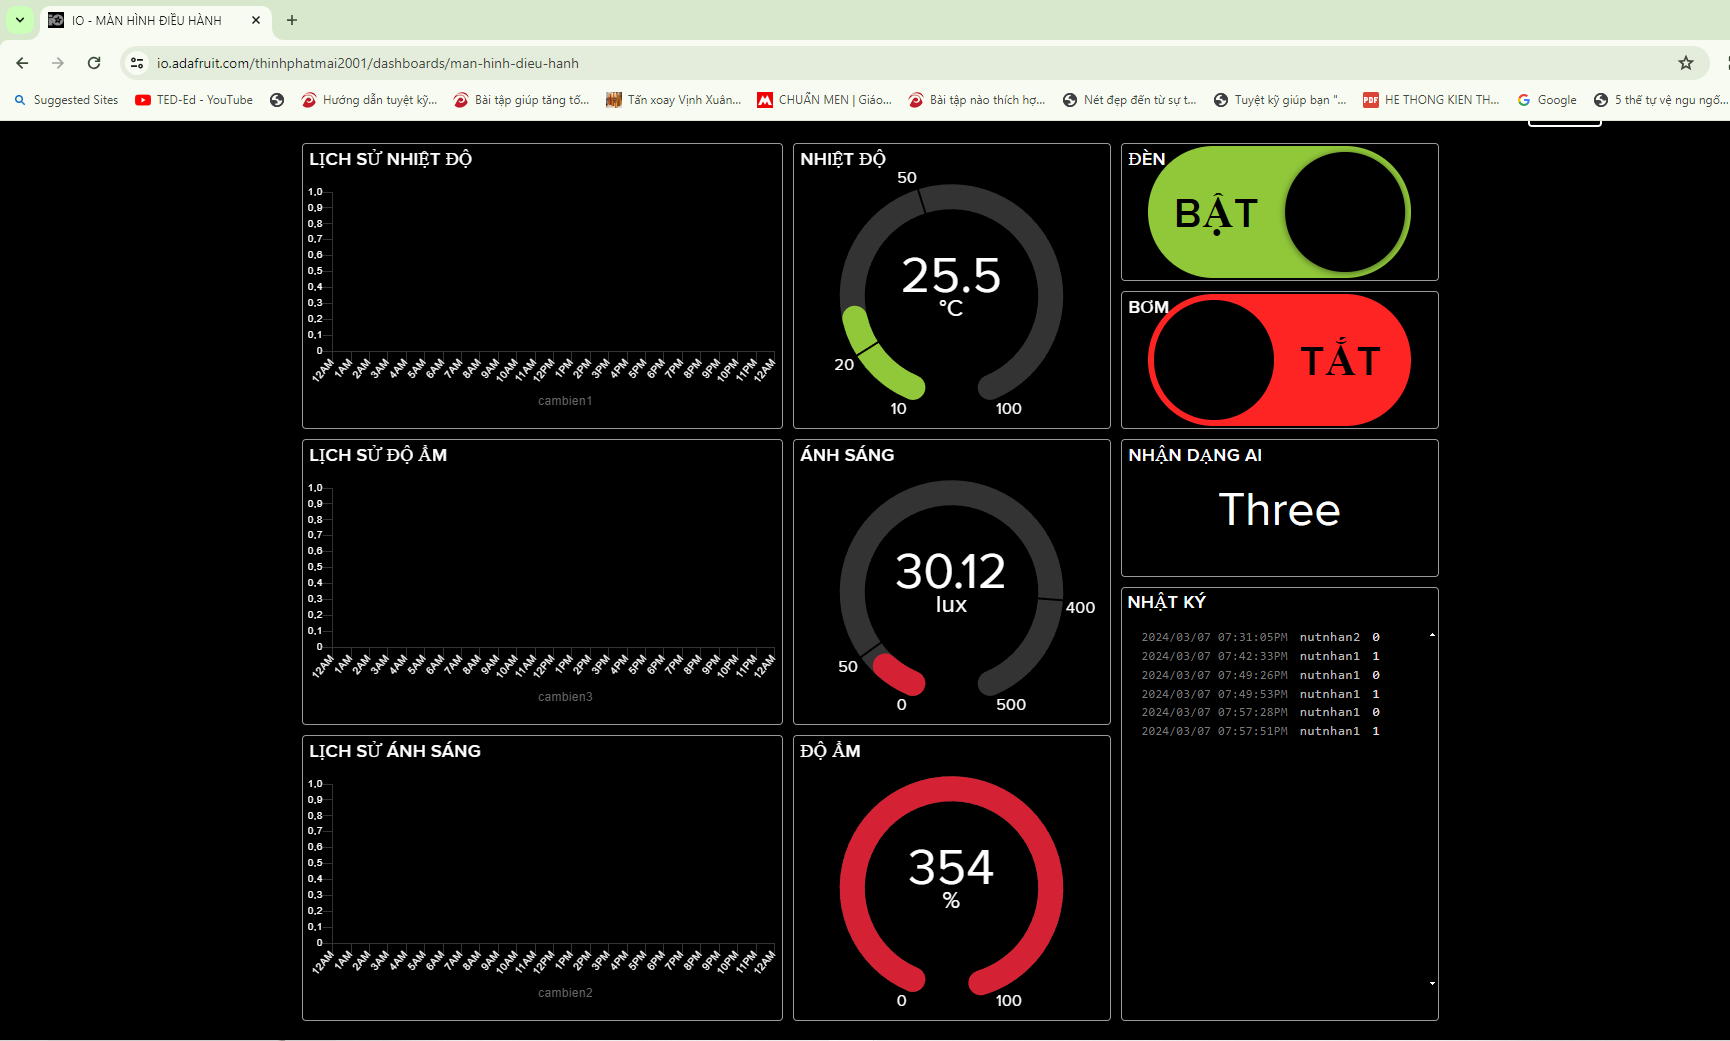 IO - MÀN HÌNH ĐIỀU HÀNH
io.adafruit.com/thinhphatmai2001/dashboards/man-hinh-dieu-hanh
Suggested Sites
TED-Ed - YouTube
Hướng dẫn tuyệt kỹ...
Bài tập giúp tăng tố...
Tấn xoay Vịnh Xuân...
CHUẨN MEN | Giáo...
Bài tập nào thích hợ...
Nét đẹp đến từ sự t...
Tuyệt kỹ giúp bạn "...
PDF
HE THONG KIEN TH...
Google
5 thế tự vệ ngu ngố...
LỊCH SỬ NHIỆT ĐỘ
1,0
0,9
0,8
0,7
0,6
0,5
0,4
0,3
0,2
0,1
0
12AM 1AM 2AM 3AM 4AM 5AM 6AM 7AM 8AM 9AM 10AM 11AM 12PM 1PM 2PM 3PM 4PM 5PM 6PM 7PM 8PM 9PM 10PM 11PM 12AM
cambien1
NHIỆT ĐỘ
50
25.5
°C
20
10
100
ĐÈN
BẬT
BƠM
TẮT
LỊCH SỬ ĐỘ ẨM
1,0
0,9
0,8
0,7
0,6
0,5
0,4
0,3
0,2
0,1
0
12AM 1AM 2AM 3AM 4AM 5AM 6AM 7AM 8AM 9AM 10AM 11AM 12PM 1PM 2PM 3PM 4PM 5PM 6PM 7PM 8PM 9PM 10PM 11PM 12AM
cambien3
ÁNH SÁNG
30.12
lux
400
50
0
500
NHẬN DẠNG AI
Three
NHẬT KÝ
2024/03/07 07:31:05PM nutnhan2 0
2024/03/07 07:42:33PM nutnhan1 1
2024/03/07 07:49:26PM nutnhan1 0
2024/03/07 07:49:53PM nutnhan1 1
2024/03/07 07:57:28PM nutnhan1 0
2024/03/07 07:57:51PM nutnhan1 1
LỊCH SỬ ÁNH SÁNG
1,0
0,9
0,8
0,7
0,6
0,5
0,4
0,3
0,2
0,1
0
12AM 1AM 2AM 3AM 4AM 5AM 6AM 7AM 8AM 9AM 10AM 11AM 12PM 1PM 2PM 3PM 4PM 5PM 6PM 7PM 8PM 9PM 10PM 11PM 12AM
cambien2
ĐỘ ẨM
354
%
0
100